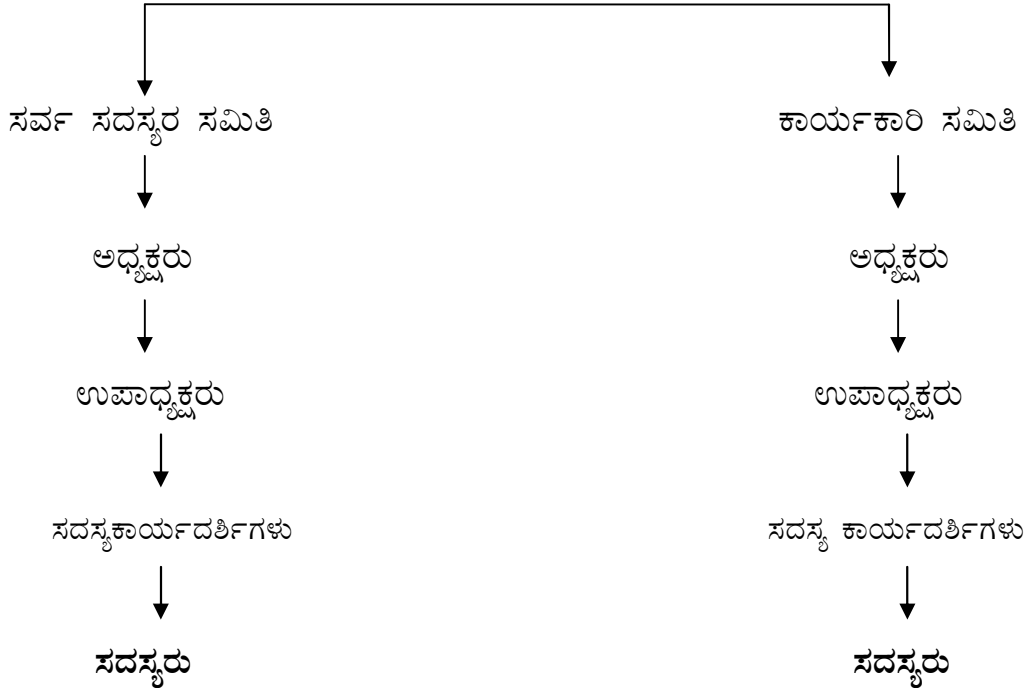 ಸರ್ವ ಸದಸ್ಯರ ಸಮಿತಿ
ಅಧ್ಯಕ್ಷರು
ಉಪಾಧ್ಯಕ್ಷರು
ಸದಸ್ಯಕಾರ್ಯದರ್ಶಿಗಳು
ಸದಸ್ಯರು
ಕಾರ್ಯಕಾರಿ ಸಮಿತಿ
ಅಧ್ಯಕ್ಷರು
ಉಪಾಧ್ಯಕ್ಷರು
ಸದಸ್ಯ ಕಾರ್ಯದರ್ಶಿಗಳು
ಸದಸ್ಯರು